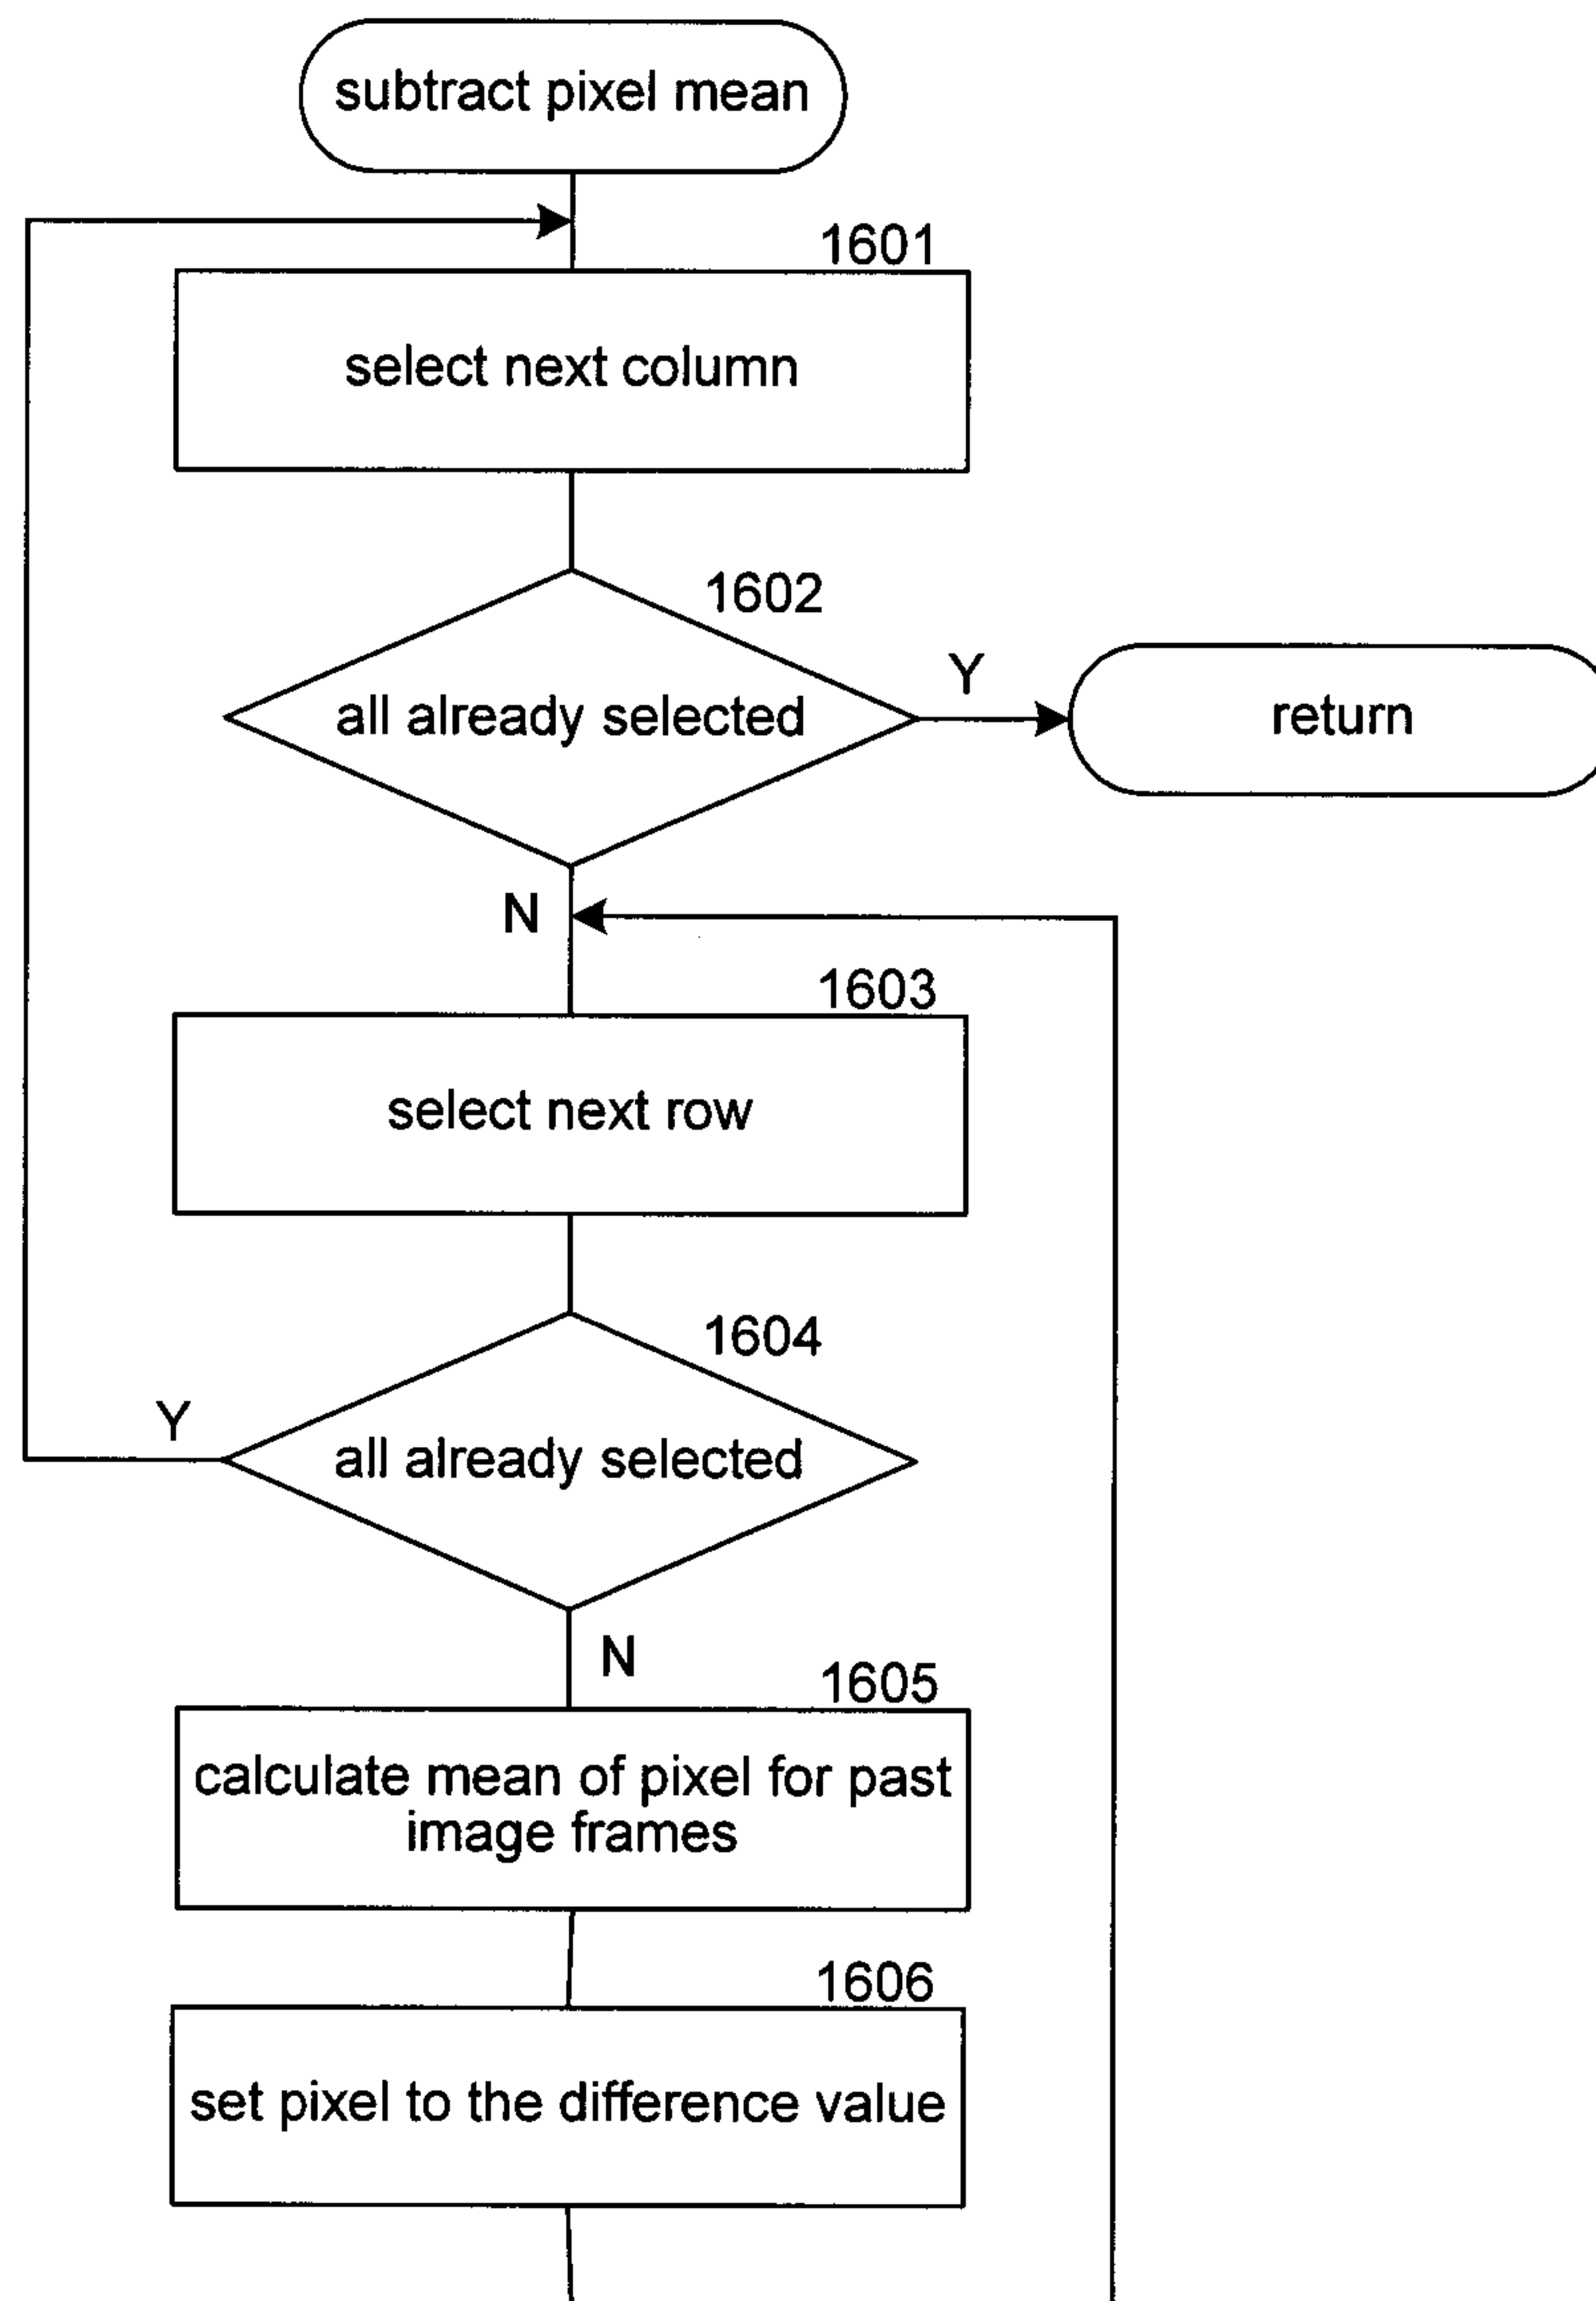 subtract pixel mean
1601
select next column
1602
all already selected
Y
return
N
1603
select next row
1604
Y
all already selected
N
1605
calculate mean of pixel for past
image frames
1606
set pixel to the difference value